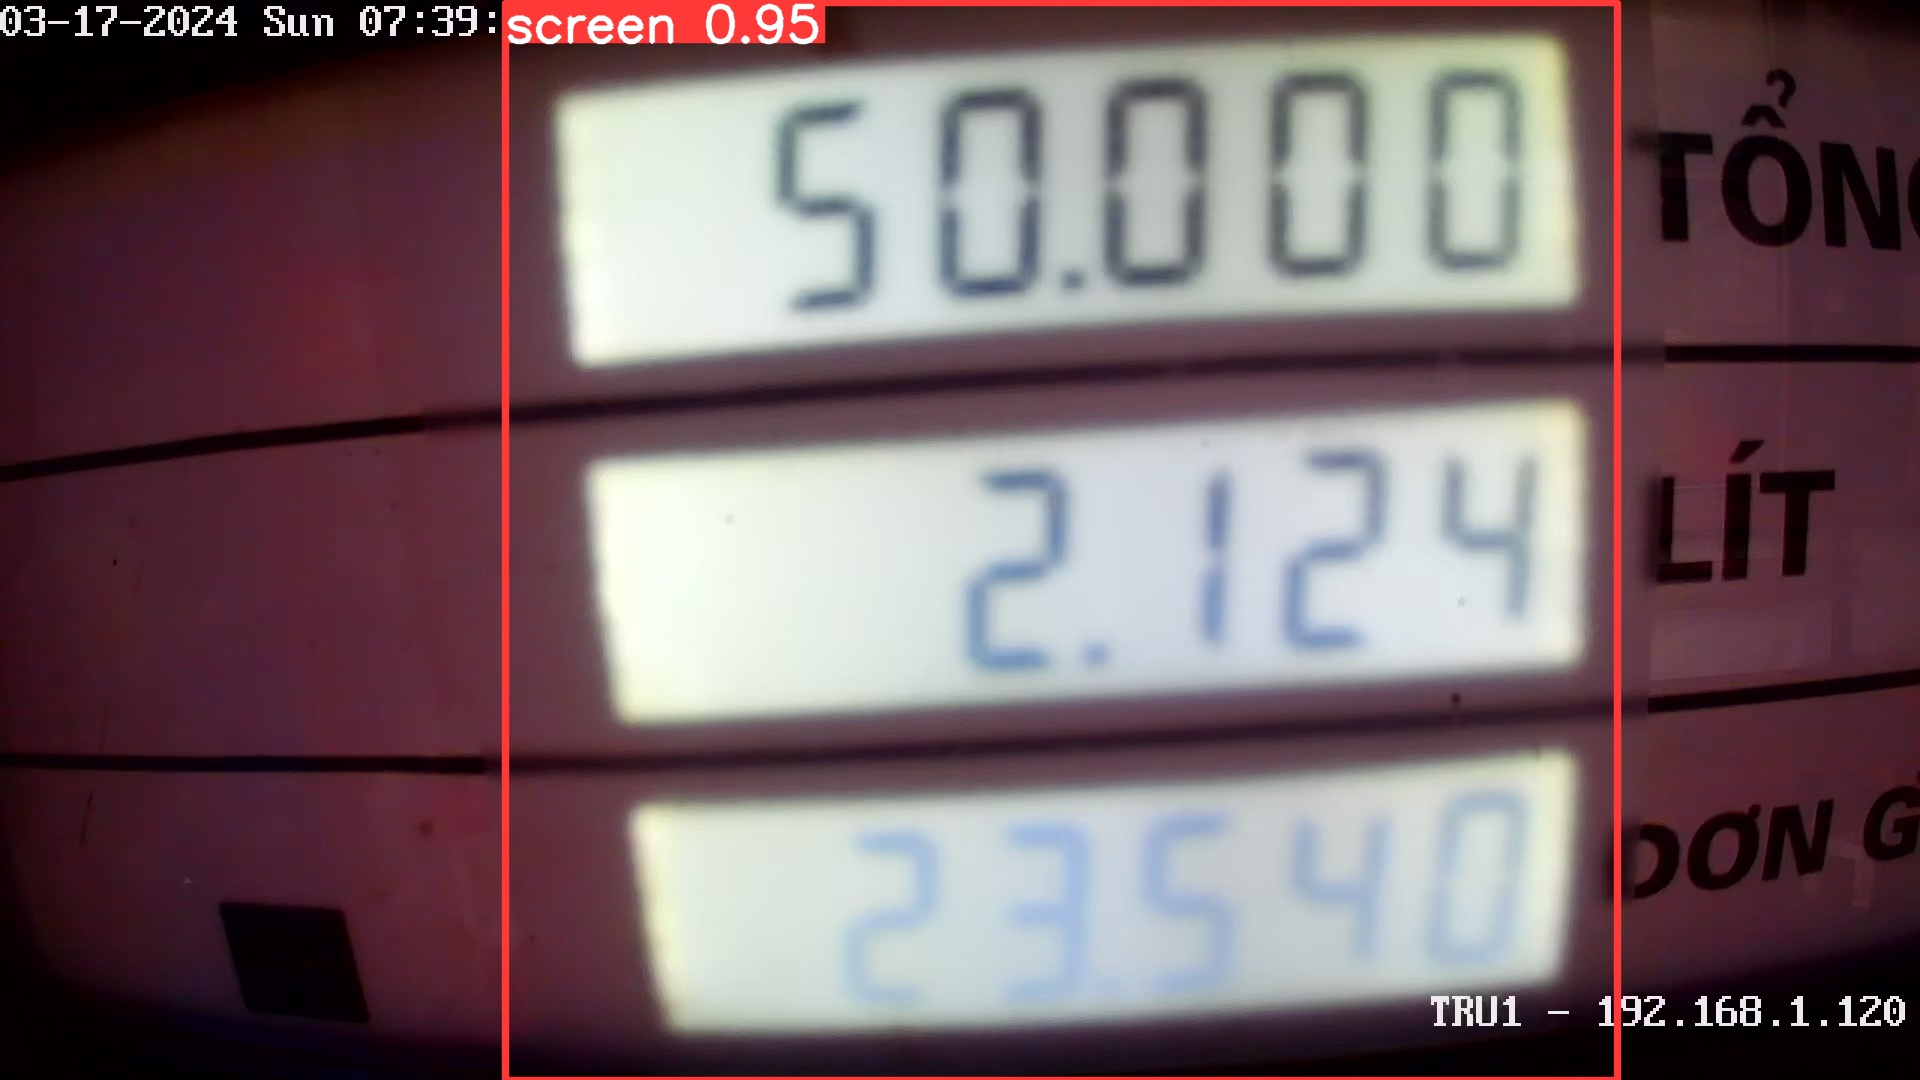 03-17-2024 Sun 07:39:
screen 0.95
50.000
TỔNG
2.124
LÍT
23.540
ĐƠN G
TRU1 - 192.168.1.120